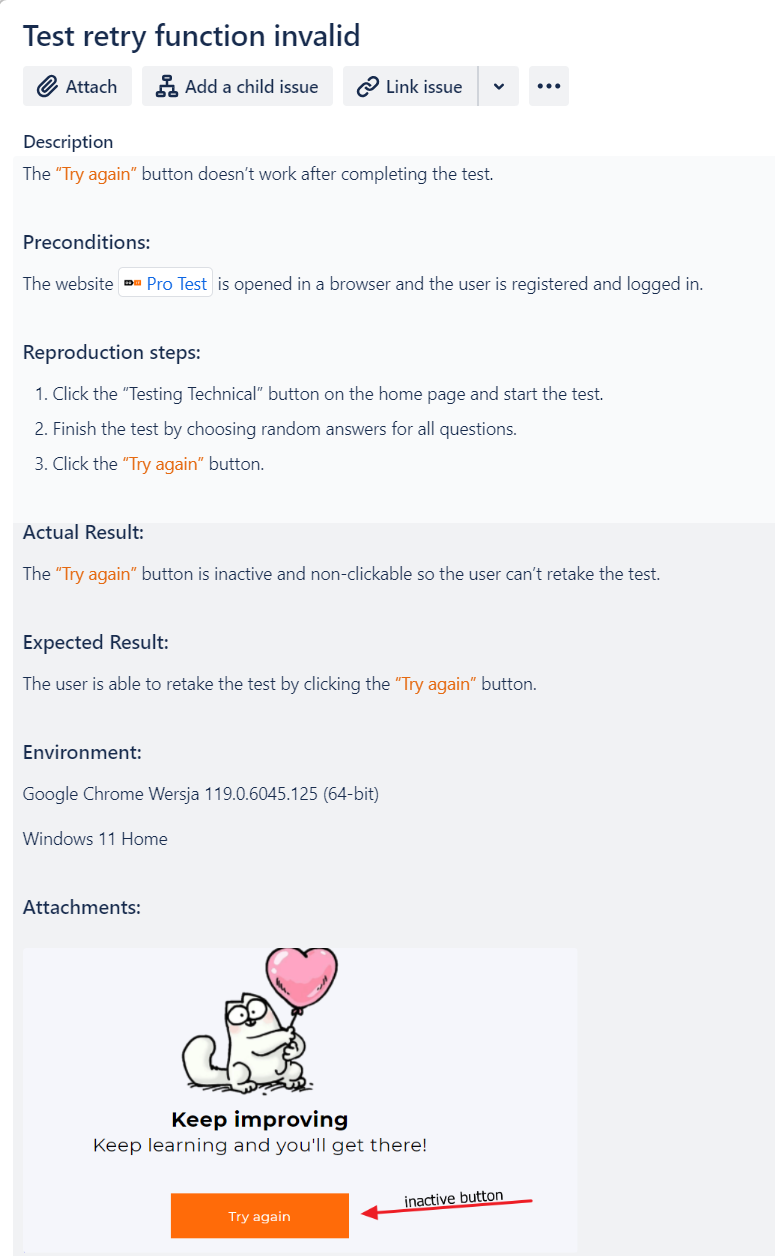 Test retry function invalid
Attach
Add a child issue
Link issue
Description
The “Try again” button doesn’t work after completing the test.
Preconditions:
The website Pro Test is opened in a browser and the user is registered and logged in.
Reproduction steps:
1. Click the “Testing Technical” button on the home page and start the test.
2. Finish the test by choosing random answers for all questions.
3. Click the “Try again” button.
Actual Result:
The “Try again” button is inactive and non-clickable so the user can’t retake the test.
Expected Result:
The user is able to retake the test by clicking the “Try again” button.
Environment:
Google Chrome Wersja 119.0.6045.125 (64-bit)
Windows 11 Home
Attachments:
Keep improving
Keep learning and you'll get there!
inactive button
Try again